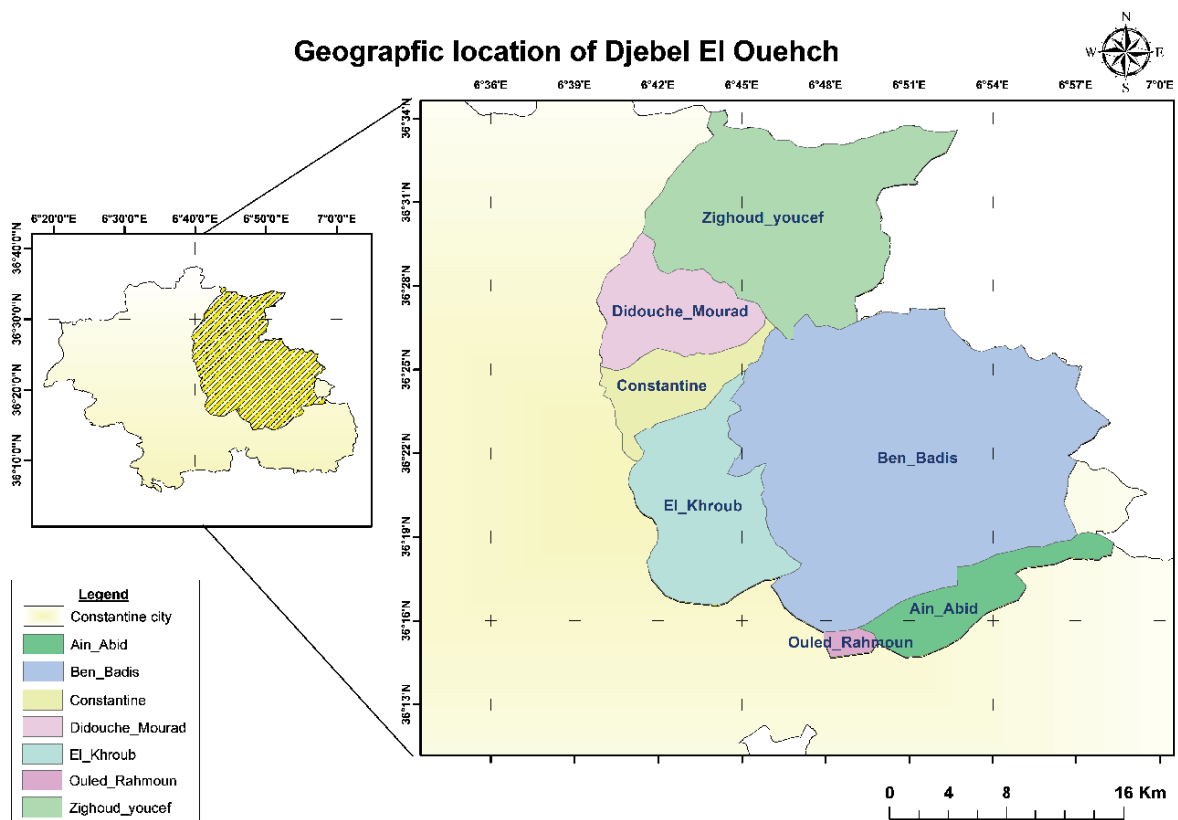 Geograpfic location of Djebel El Ouehch
N
W E
S
6°36'E 6°39'E 6°42'E 6°45'E 6°48'E 6°51'E 6°54'E 6°57'E 7°0'E
36°34'N
36°31'N
36°28'N
36°25'N
36°22'N
36°19'N
36°16'N
36°13'N
Zighoud_youcef
Didouche_Mourad
Constantine
Ben_Badis
El_Khroub
Ain_Abid
Ouled_Rahmoun
6°20'0"E 6°30'0"E 6°40'0"E 6°50'0"E 7°0'0"E
36°40'0"N
36°30'0"N
36°20'0"N
36°10'0"N
Legend
Constantine city
Ain_Abid
Ben_Badis
Constantine
Didouche_Mourad
El_Khroub
Ouled_Rahmoun
Zighoud_youcef
0 4 8 16 Km